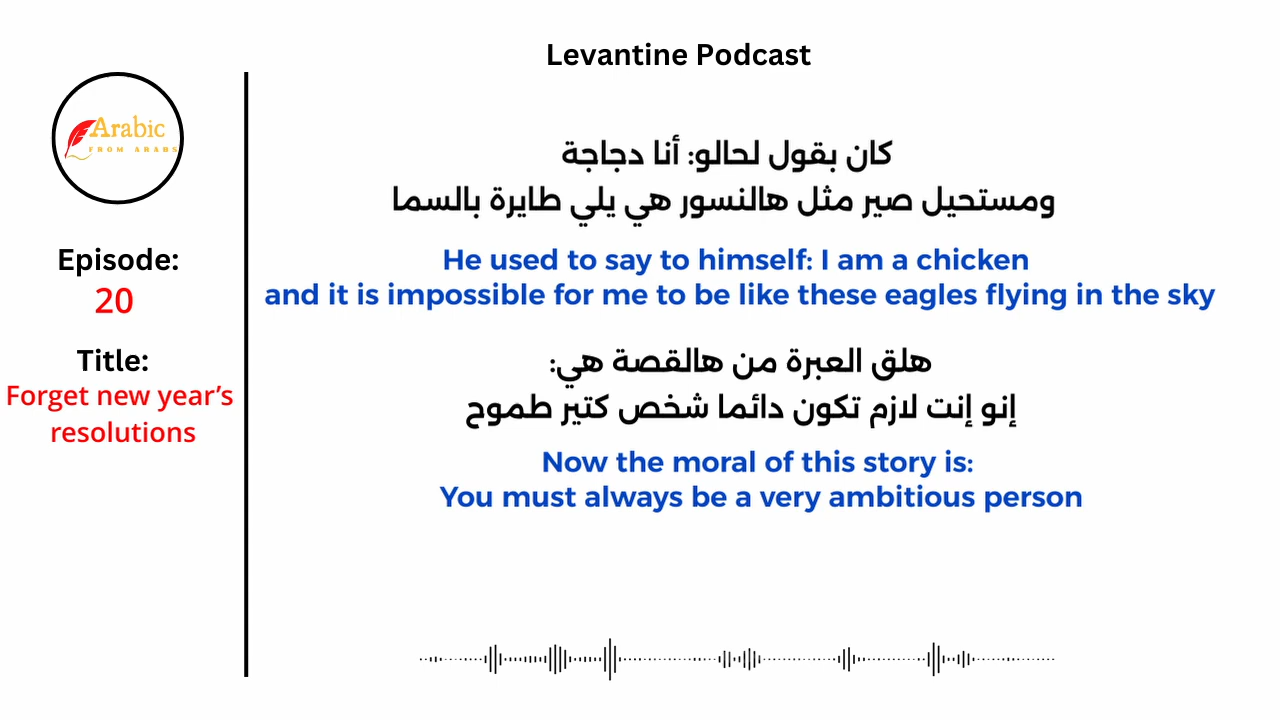 Levantine Podcast
Arabic
FROM ARABS
Episode:
20
Title:
Forget new year’s
resolutions
كان بقول لحالو: أنا دجاجة
ومستحيل صير مثل هالنسور هي يلي طايرة بالسما
He used to say to himself: I am a chicken
and it is impossible for me to be like these eagles flying in the sky
هلق العبرة من هالقصة هي:
إنو إنت لازم تكون دائما شخص كتير طموح
Now the moral of this story is:
You must always be a very ambitious person